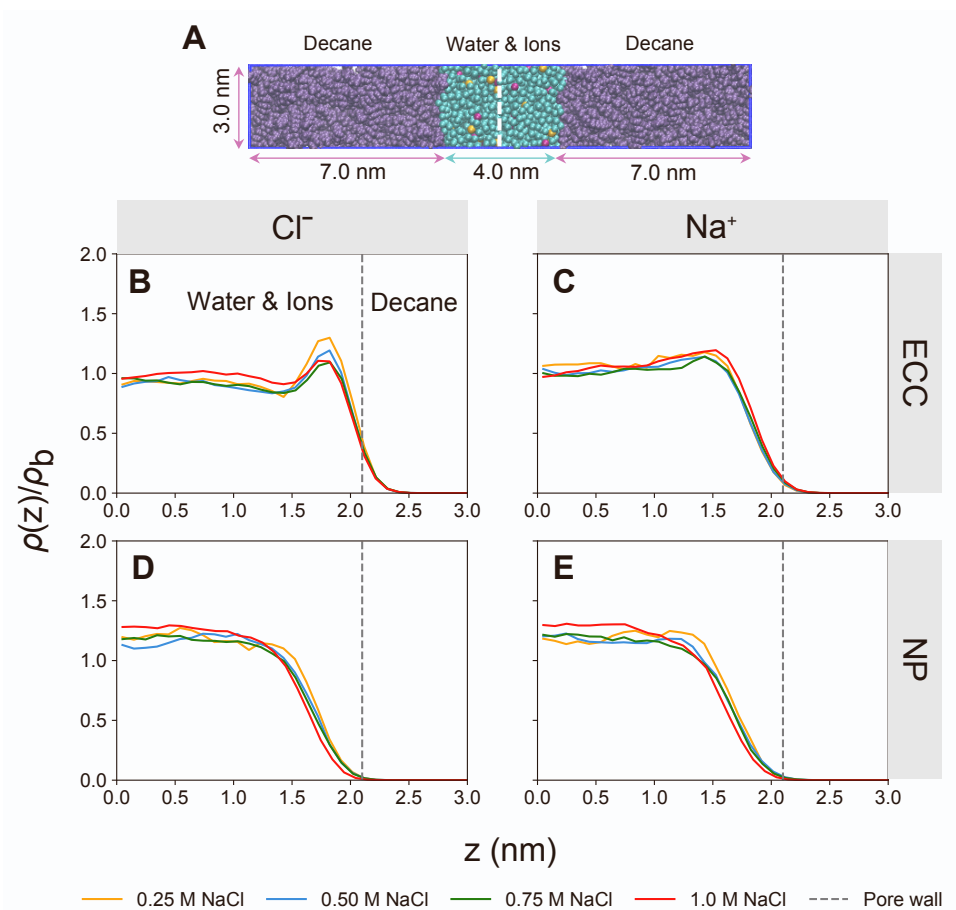 A
Decane Water & Ions Decane
3.0 nm
7.0 nm 4.0 nm 7.0 nm
Cl⁻ Na⁺
B
Water & Ions Decane
2.0
1.5
1.0
0.5
0.0
0.0 0.5 1.0 1.5 2.0 2.5 3.0
C
0.0 0.5 1.0 1.5 2.0 2.5 3.0
ECC
ρ(z)/ρb
D
2.0
1.5
1.0
0.5
0.0
0.0 0.5 1.0 1.5 2.0 2.5 3.0
E
0.0 0.5 1.0 1.5 2.0 2.5 3.0
NP
z (nm)
0.25 M NaCl 0.50 M NaCl 0.75 M NaCl 1.0 M NaCl Pore wall